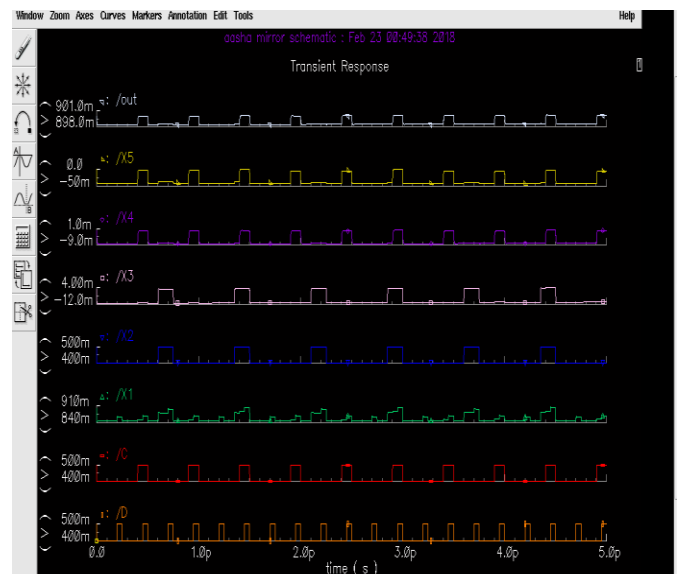 Window Zoom Axes Curves Markers Annotation Edit Tools Help
aasha mirror schematic : Feb 23 00:49:38 2018
Transient Response
901.0m /out
898.0m
0.0 /X5
-50m
1.0m /X4
-9.0m
4.00m /X3
-12.0m
500m /X2
400m
910m /X1
840m
500m /C
400m
500m /D
400m
0.0 1.0p 2.0p 3.0p 4.0p 5.0p
time ( s )